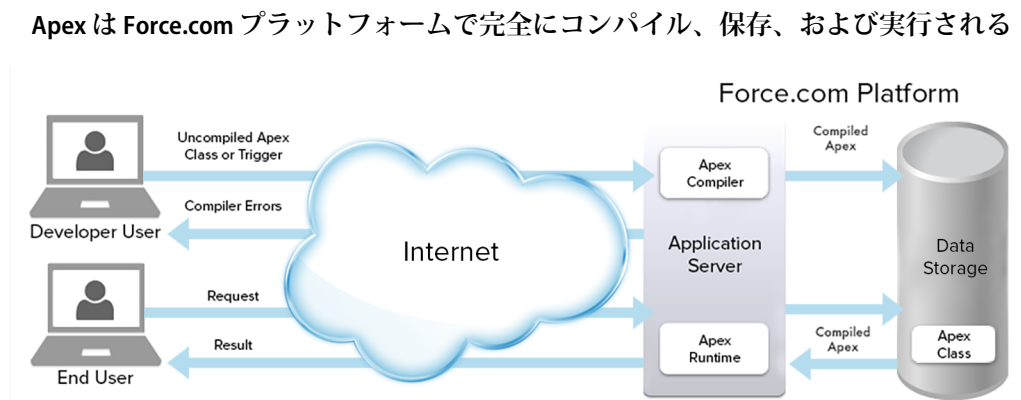 Apex は Force.com プラットフォームで完全にコンパイル、保存、および実行される
Force.com Platform
Uncompiled Apex
Class or Trigger
Compiler Errors
Developer User
Internet
Apex
Compiler
Application
Server
Compiled
Apex
Data
Storage
Request
Result
End User
Apex
Runtime
Compiled
Apex
Apex
Class